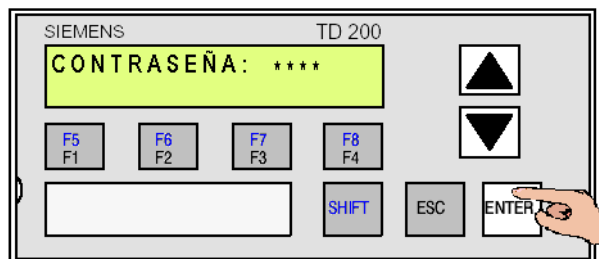 SIEMENS TD 200
CONTRASEÑA: ****
F5 F6 F7 F8
F1 F2 F3 F4
SHIFT ESC ENTER